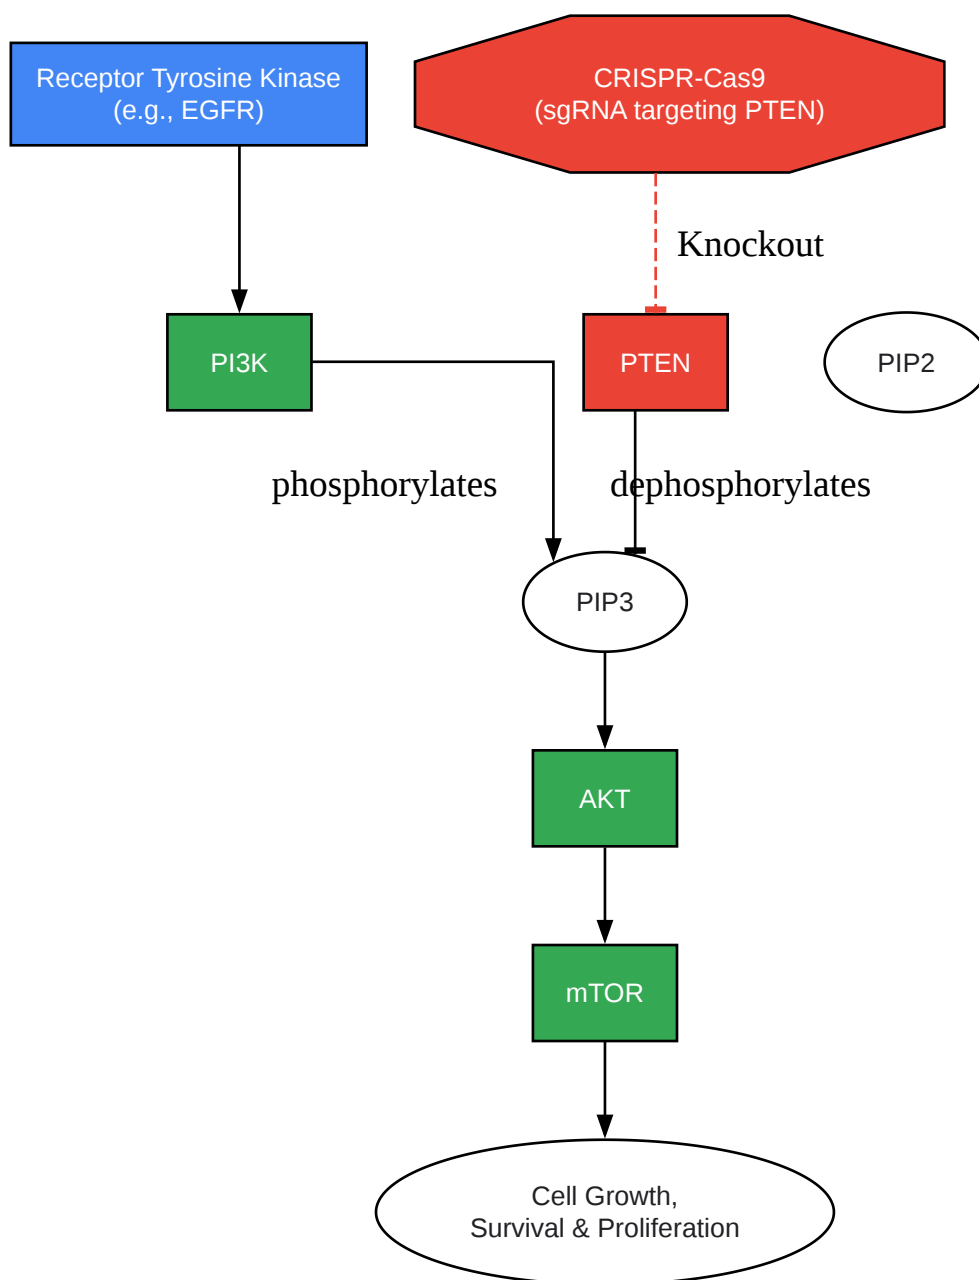 Receptor Tyrosine Kinase
(e.g., EGFR)
CRISPR-Cas9
(sgRNA targeting PTEN)
Knockout
PI3K
PTEN
PIP2
phosphorylates
dephosphorylates
PIP3
AKT
mTOR
Cell Growth,
Survival & Proliferation